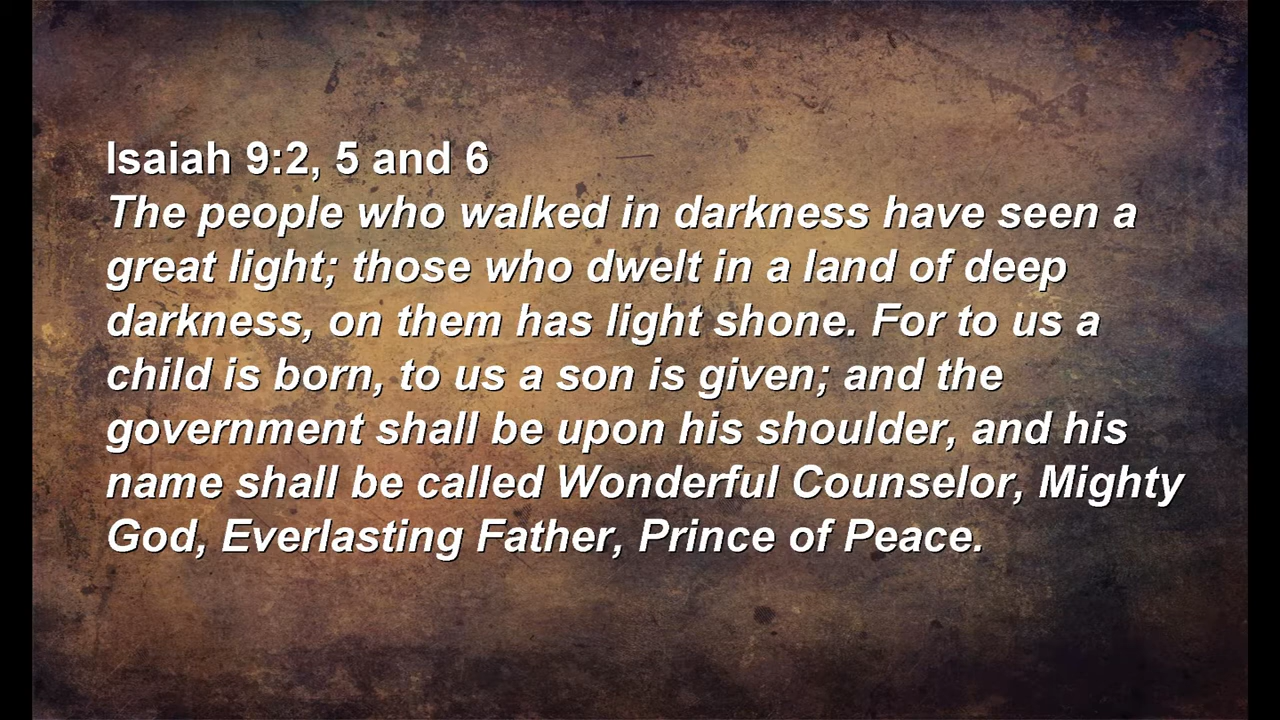 Isaiah 9:2, 5 and 6
The people who walked in darkness have seen a
great light; those who dwelt in a land of deep
darkness, on them has light shone. For to us a
child is born, to us a son is given; and the
government shall be upon his shoulder, and his
name shall be called Wonderful Counselor, Mighty
God, Everlasting Father, Prince of Peace.